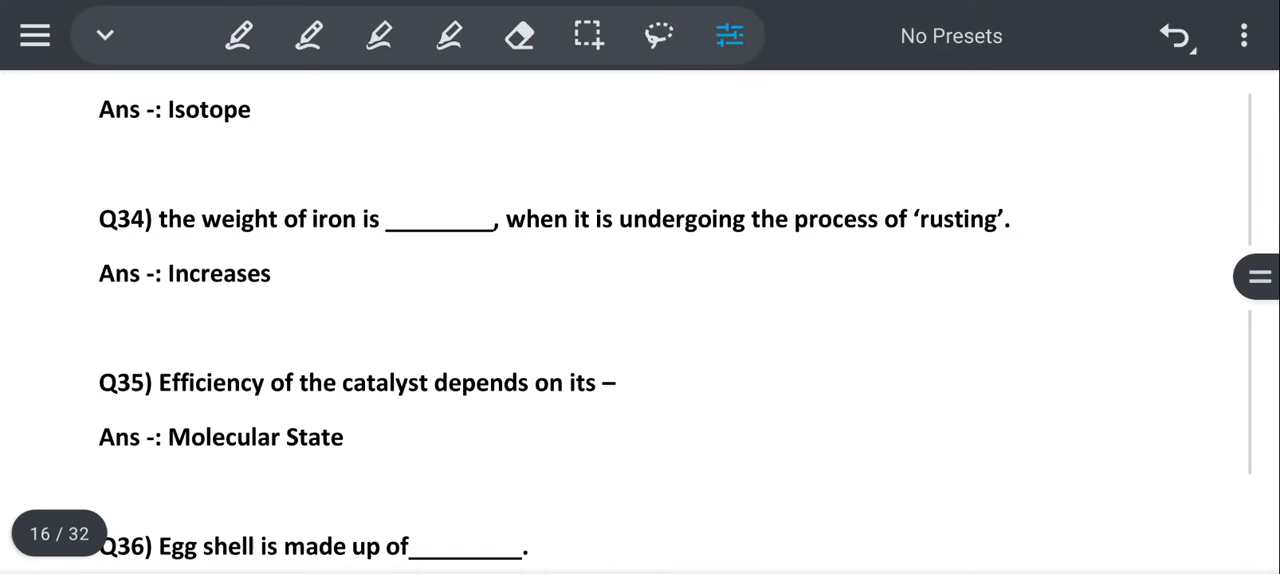 No Presets
Ans -: Isotope
Q34) the weight of iron is ________, when it is undergoing the process of ‘rusting’.
Ans -: Increases
Q35) Efficiency of the catalyst depends on its –
Ans -: Molecular State
16 / 32
Q36) Egg shell is made up of________.